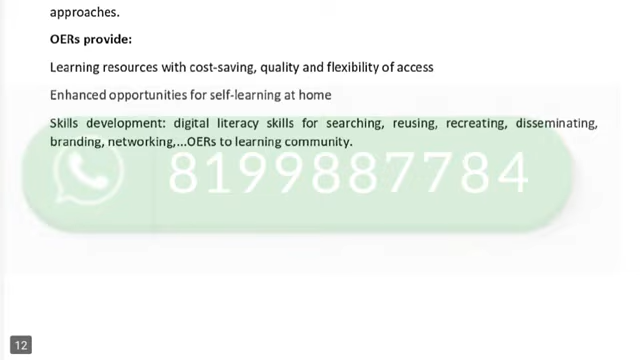 approaches.
OERs provide:
Learning resources with cost-saving, quality and flexibility of access
Enhanced opportunities for self-learning at home
Skills development: digital literacy skills for searching, reusing, recreating, disseminating,
branding, networking,...OERs to learning community.
8199887784
12